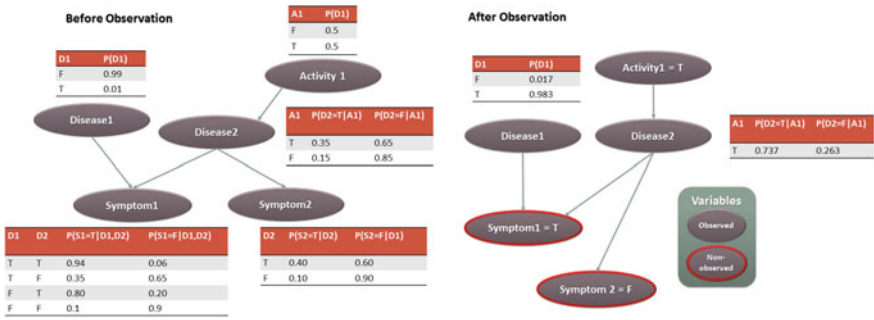 Before Observation
A1 P(D1)
F 0.5
T 0.5
D1 P(D1)
F 0.99
T 0.01
Activity 1
Disease1
Disease2
A1 P(D2=T|A1) P(D2=F|A1)
T 0.35 0.65
F 0.15 0.85
Symptom1
Symptom2
D1 D2 P(S1=T|D1,D2) P(S1=F|D1,D2)
T T 0.94 0.06
T F 0.35 0.65
F T 0.80 0.20
F F 0.1 0.9
D2 P(S2=T|D2) P(S2=F|D1)
T 0.40 0.60
F 0.10 0.90
After Observation
D1 P(D1)
F 0.017
T 0.983
Activity1 = T
Disease1
Disease2
A1 P(D2=T|A1) P(D2=F|A1)
T 0.737 0.263
Symptom1 = T
Symptom 2 = F
Variables
Observed
Non-
observed